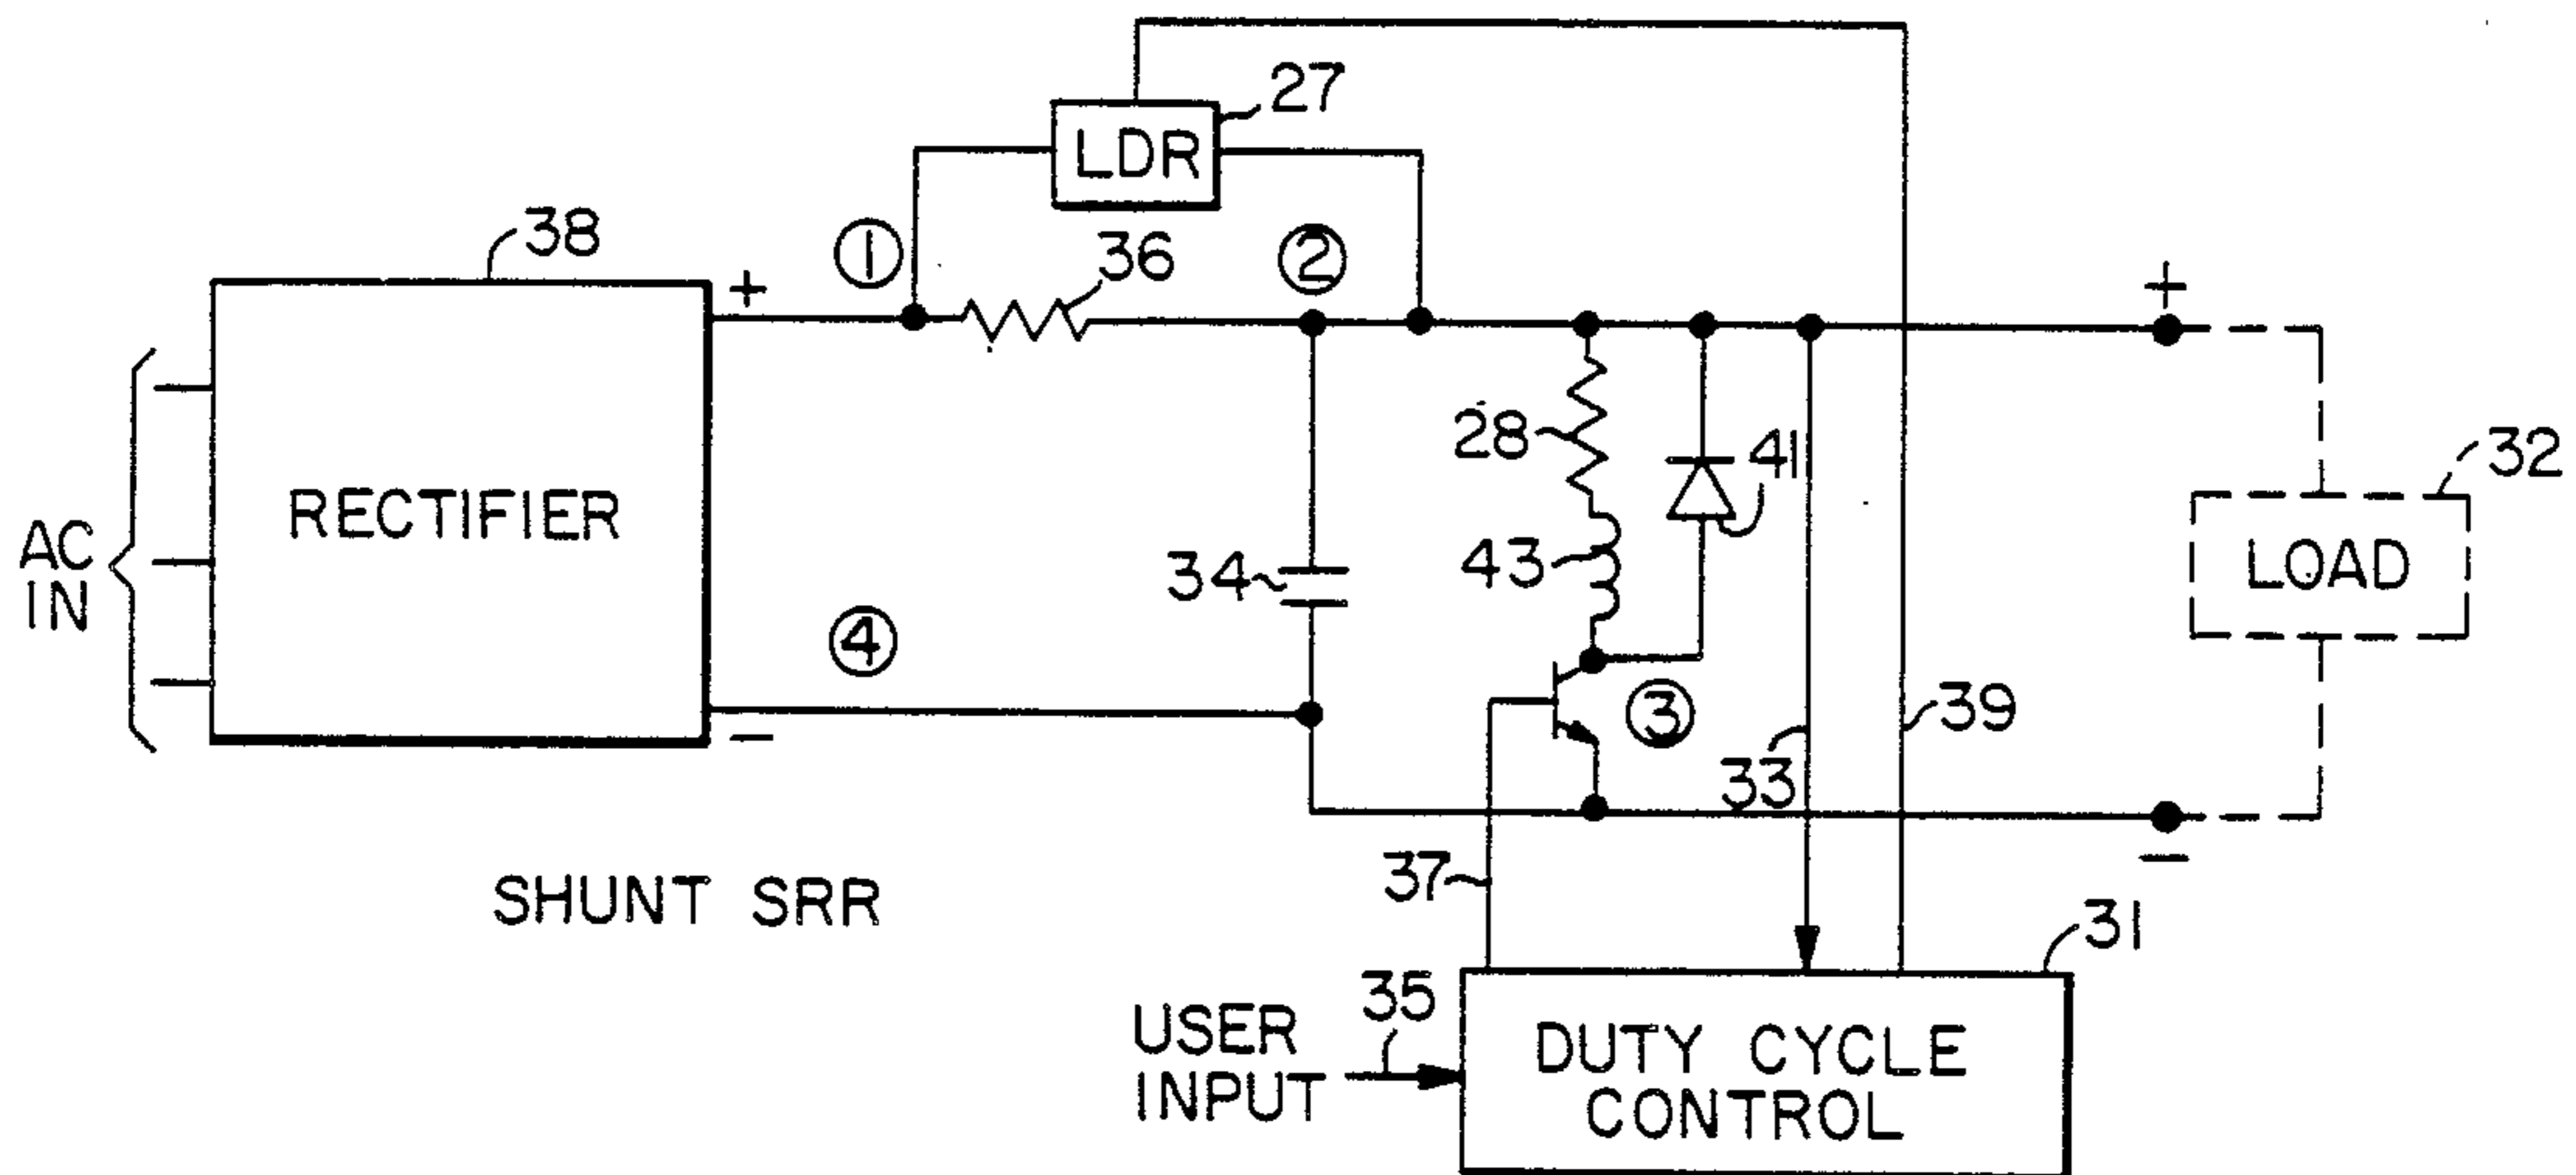 27
LDR
38
+
①
36
②
+
RECTIFIER
AC
IN
28
41
32
LOAD
34
43
④
③
−
33
39
−
SHUNT SRR
37
31
35
USER
INPUT
DUTY CYCLE
CONTROL